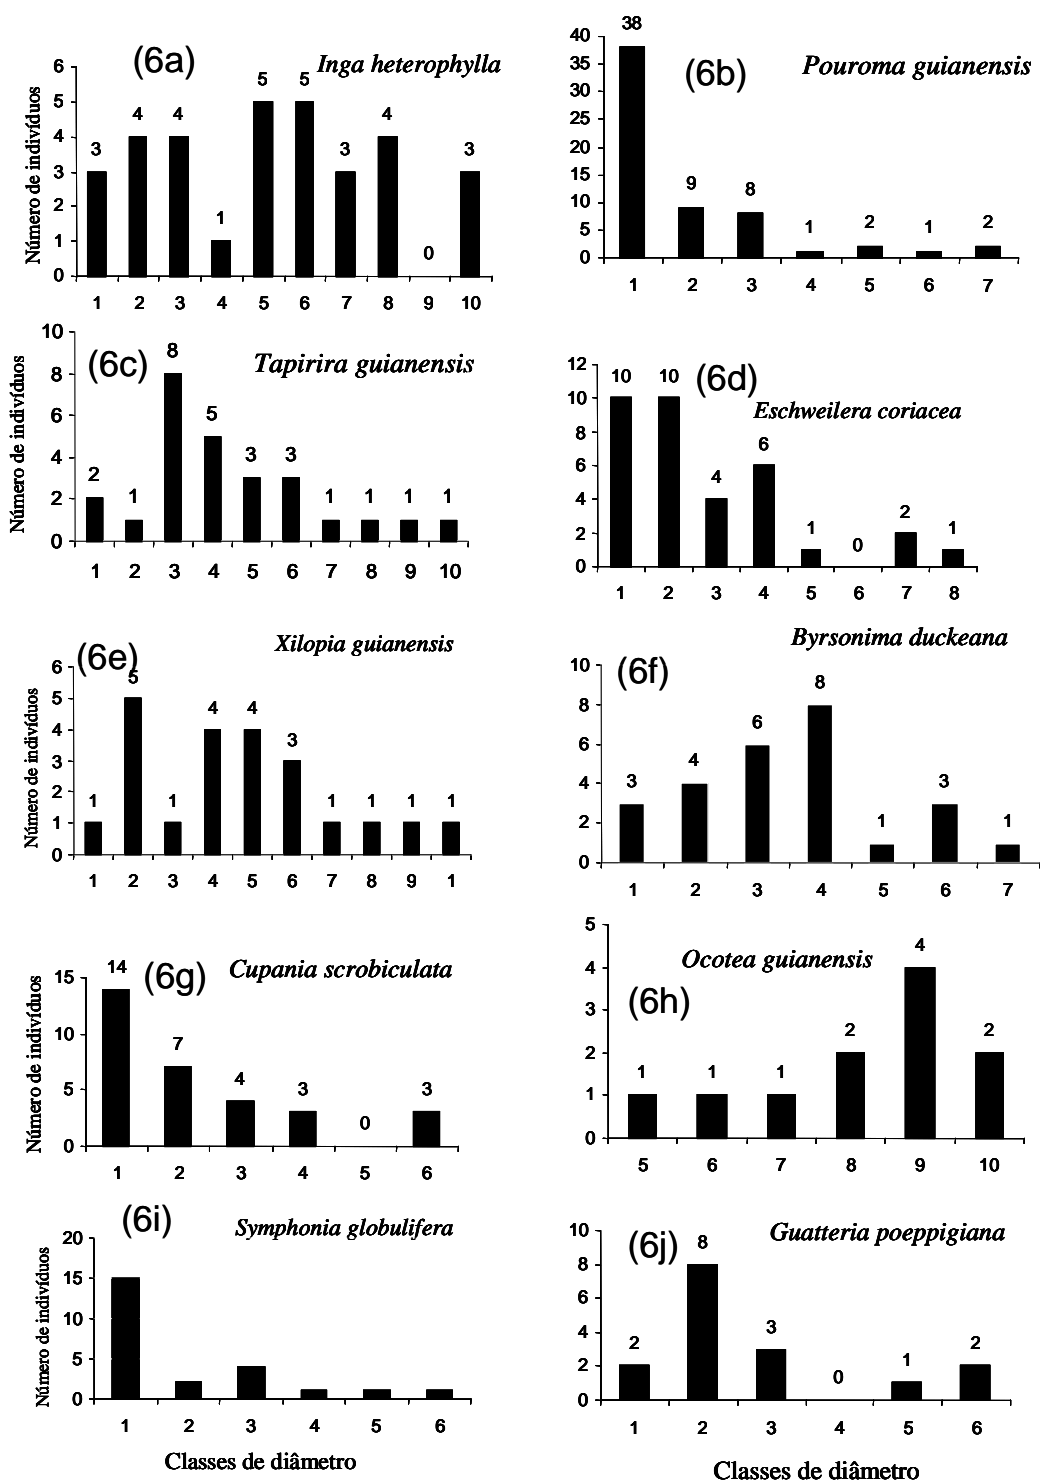 (6a)
Inga heterophylla
Número de indivíduos
6
5
4
3
2
1
0
3 4 4 1 5 5 3 4 0 3
1 2 3 4 5 6 7 8 9 10
(6b)
Pouroma guianensis
40
35
30
25
20
15
10
5
0
38 9 8 1 2 1 2
1 2 3 4 5 6 7
(6c)
Tapirira guianensis
Número de indivíduos
10
8
6
4
2
0
2 1 8 5 3 3 1 1 1 1
1 2 3 4 5 6 7 8 9 10
(6d)
Eschweilera coriacea
12
10
8
6
4
2
0
10 10 4 6 1 0 2 1
1 2 3 4 5 6 7 8
(6e)
Xilopia guianensis
Número de indivíduos
6
5
4
3
2
1
0
1 5 1 4 4 3 1 1 1 1
1 2 3 4 5 6 7 8 9 1
(6f)
Byrsonima duckeana
10
8
6
4
2
0
3 4 6 8 1 3 1
1 2 3 4 5 6 7
(6g)
Cupania scrobiculata
Número de indivíduos
15
10
5
0
14 7 4 3 0 3
1 2 3 4 5 6
(6h)
Ocotea guianensis
5
4
3
2
1
0
1 1 1 2 4 2
5 6 7 8 9 10
(6i)
Symphonia globulifera
Número de indivíduos
20
15
10
5
0
1 2 3 4 5 6
Classes de diâmetro
(6j)
Guatteria poeppigiana
10
8
6
4
2
0
2 8 3 0 1 2
1 2 3 4 5 6
Classes de diâmetro